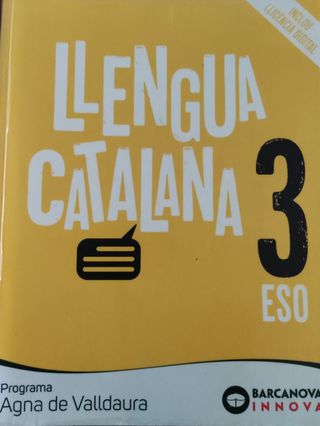 INCLOU
LLICÈNCIA DIGITAL
LLENGUA
CATALANA
3
ESO
Programa
Agna de Valldaura
BARCANOVA
INNOVA